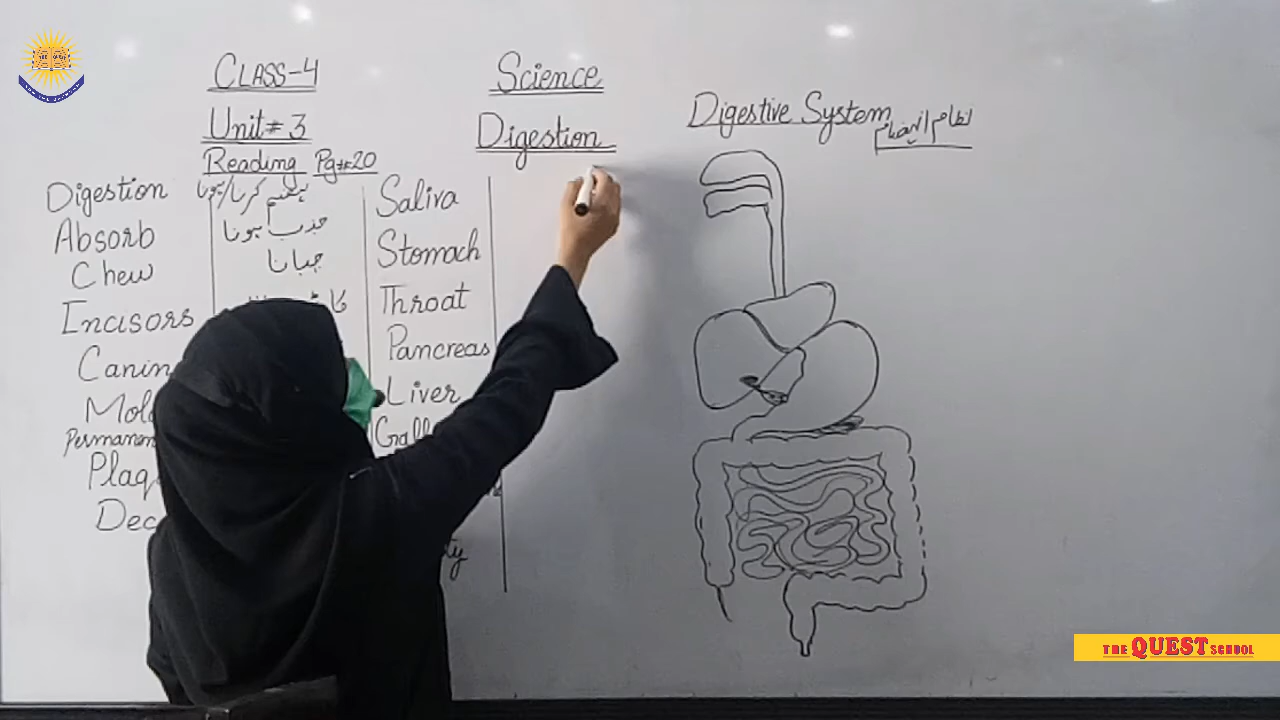 CLASS-4
Science
Unit# 3
Digestion
Digestive System
نظام انہضام
Reading Pg#20
Digestion ہضم کرنا/ہونا Saliva
Absorb جذب ہونا Stomach
Chew چبانا Throat
Incisors Pancreas
Liver
THE QUEST SCHOOL